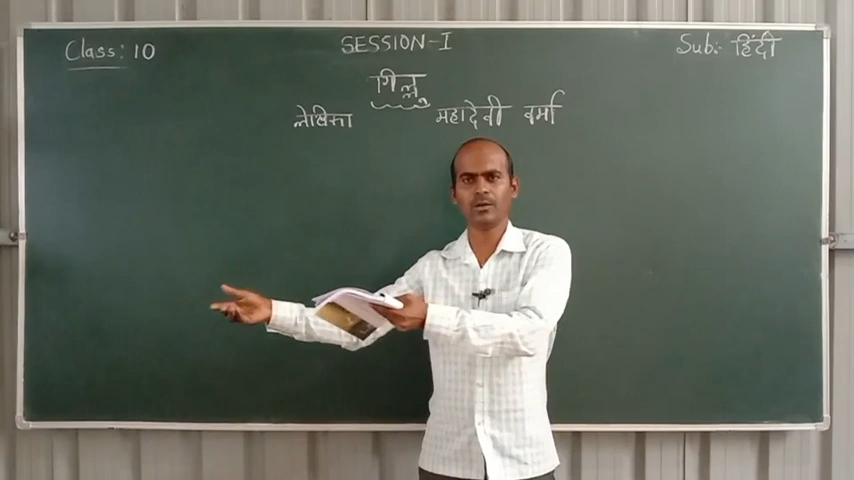 Class: 10 SESSION-I Sub:- हिंदी
गिल्लू
लेखिका महादेवी वर्मा